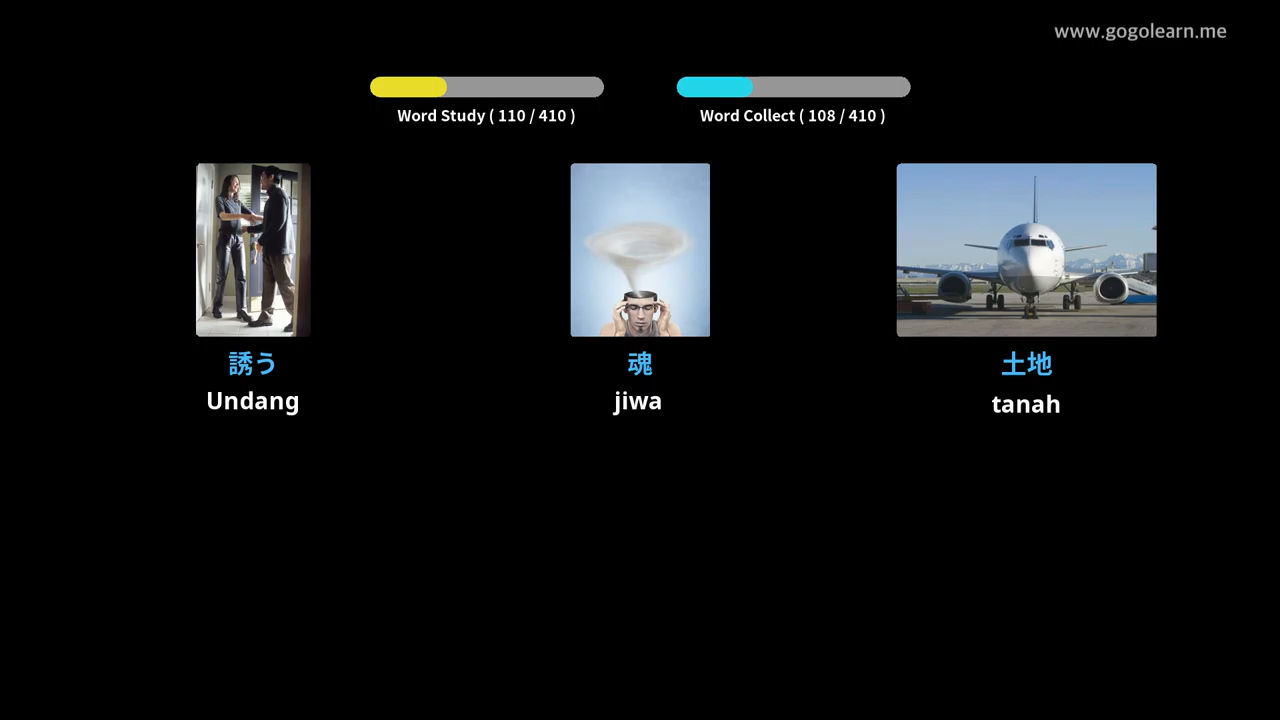 www.gogolearn.me
Word Study ( 110 / 410 )
Word Collect ( 108 / 410 )
誘う
Undang
魂
jiwa
土地
tanah